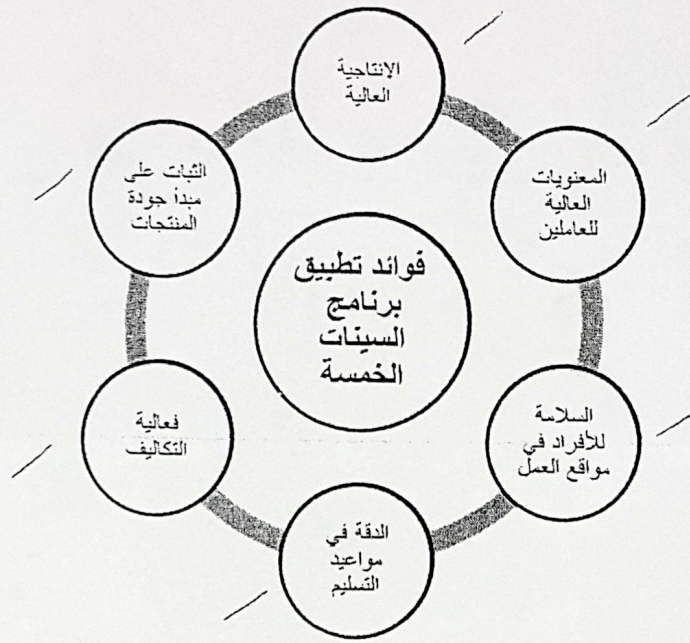 الانتاجية
العالية
المعنويات
العالية
للعاملين
السلامة
للأفراد في
مواقع العمل
الدقة في
مواعيد
التسليم
فعالية
التكاليف
الثبات على
مبدأ جودة
المنتجات
فوائد تطبيق
برنامج
السينات
الخمسة